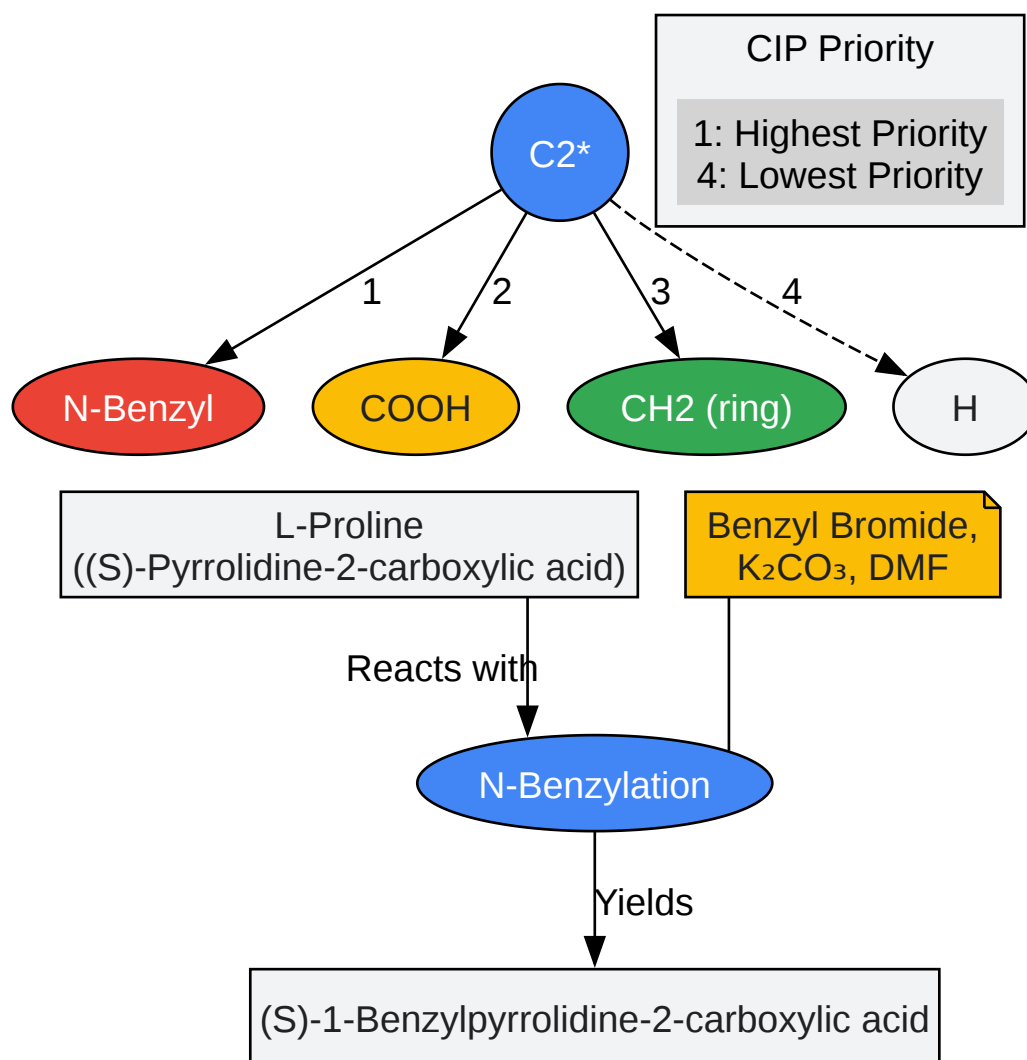 CIP Priority
1: Highest Priority
4: Lowest Priority
C2*
1
2
3
4
N-Benzyl
COOH
CH2 (ring)
H
L-Proline
((S)-Pyrrolidine-2-carboxylic acid)
Benzyl Bromide,
K₂CO₃, DMF
Reacts with
N-Benzylation
Yields
(S)-1-Benzylpyrrolidine-2-carboxylic acid